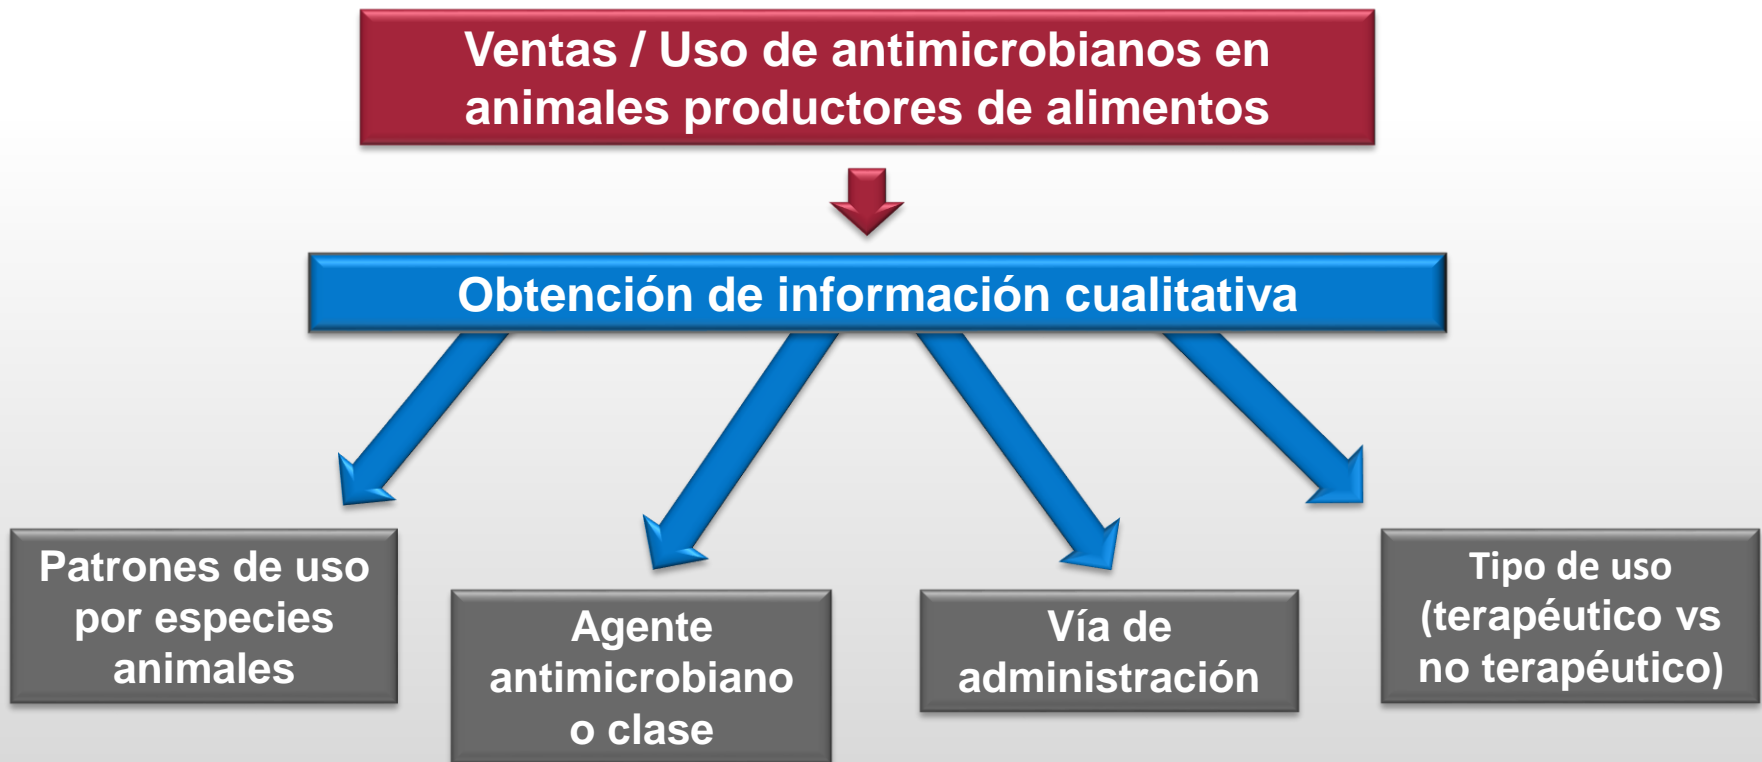 Ventas / Uso de antimicrobianos en
animales productores de alimentos
Obtención de información cualitativa
Patrones de uso
por especies
animales
Agente
antimicrobiano
o clase
Vía de
administración
Tipo de uso
(terapéutico vs
no terapéutico)